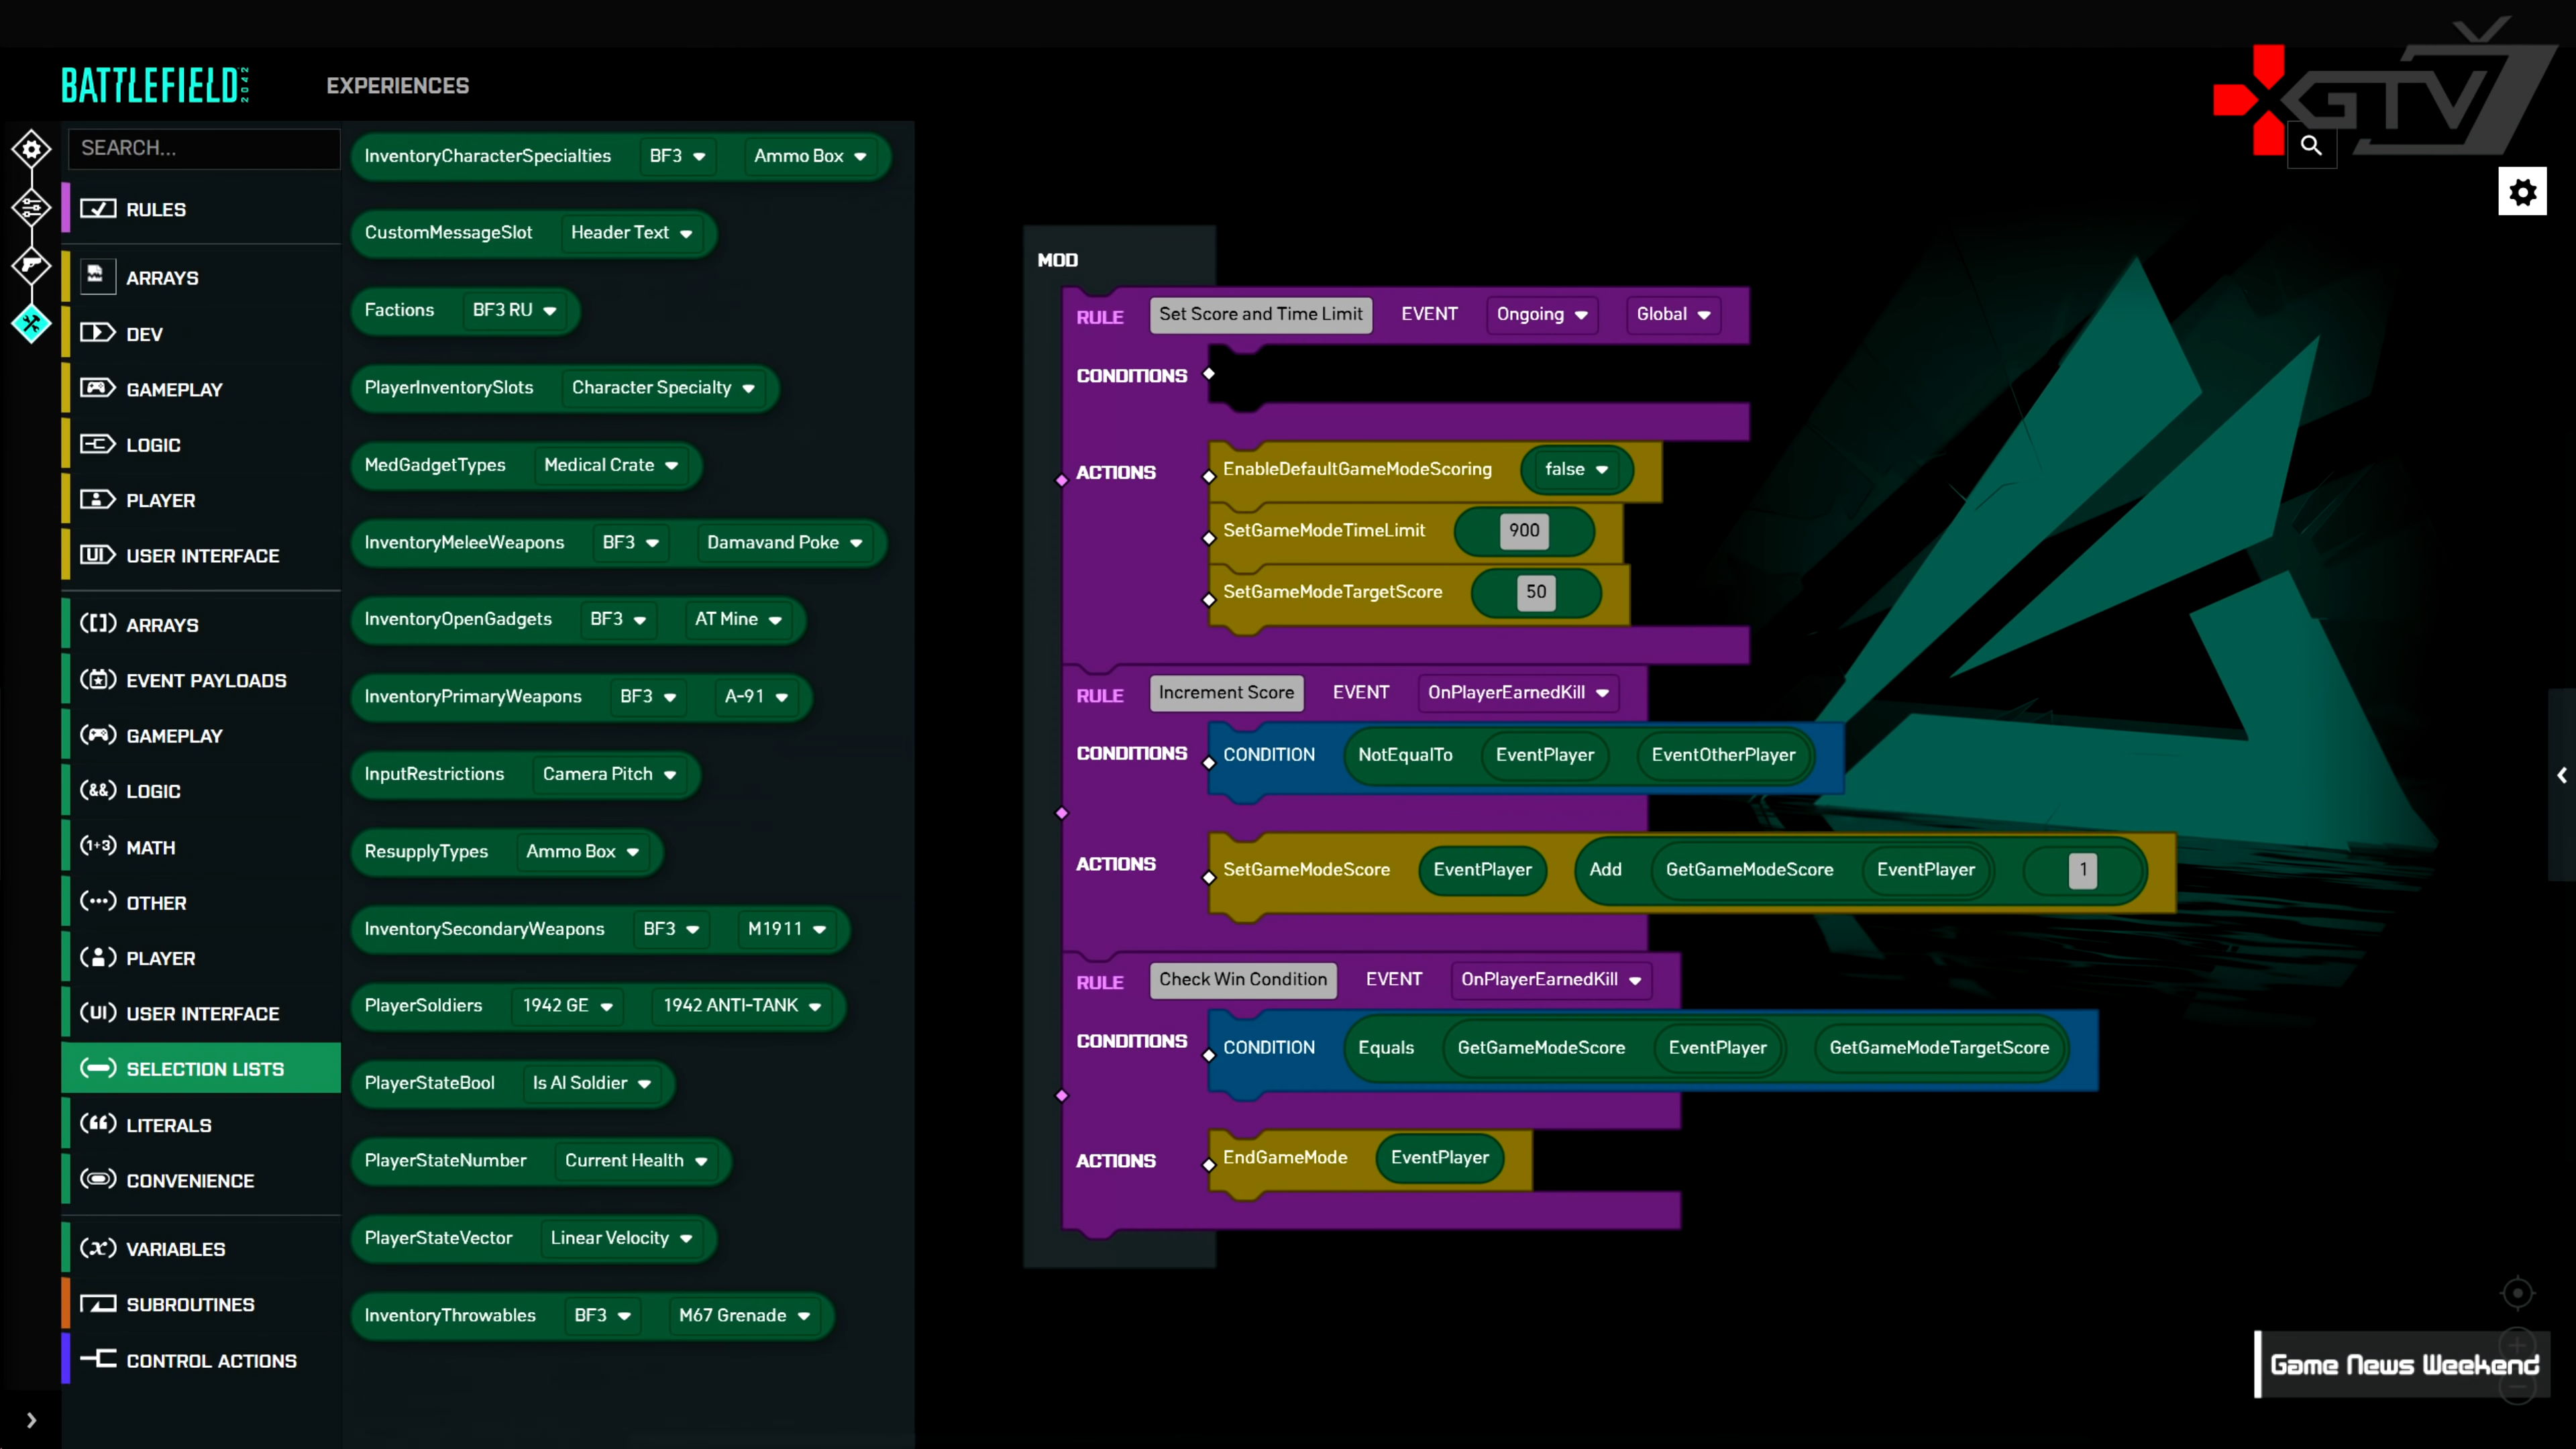 BATTLEFIELD 2042
EXPERIENCES
GTV
SEARCH...
RULES
ARRAYS
DEV
GAMEPLAY
LOGIC
PLAYER
UI USER INTERFACE
ARRAYS
EVENT PAYLOADS
GAMEPLAY
(&&) LOGIC
(1+3) MATH
(•••) OTHER
PLAYER
(UI) USER INTERFACE
SELECTION LISTS
(“) LITERALS
CONVENIENCE
(x) VARIABLES
SUBROUTINES
CONTROL ACTIONS
InventoryCharacterSpecialties BF3 Ammo Box
CustomMessageSlot Header Text
Factions BF3 RU
PlayerInventorySlots Character Specialty
MedGadgetTypes Medical Crate
InventoryMeleeWeapons BF3 Damavand Poke
InventoryOpenGadgets BF3 AT Mine
InventoryPrimaryWeapons BF3 A-91
InputRestrictions Camera Pitch
ResupplyTypes Ammo Box
InventorySecondaryWeapons BF3 M1911
PlayerSoldiers 1942 GE 1942 ANTI-TANK
PlayerStateBool Is AI Soldier
PlayerStateNumber Current Health
PlayerStateVector Linear Velocity
InventoryThrowables BF3 M67 Grenade
MOD
RULE Set Score and Time Limit EVENT Ongoing Global
CONDITIONS
ACTIONS EnableDefaultGameModeScoring false
SetGameModeTimeLimit 900
SetGameModeTargetScore 50
RULE Increment Score EVENT OnPlayerEarnedKill
CONDITIONS CONDITION NotEqualTo EventPlayer EventOtherPlayer
ACTIONS SetGameModeScore EventPlayer Add GetGameModeScore EventPlayer 1
RULE Check Win Condition EVENT OnPlayerEarnedKill
CONDITIONS CONDITION Equals GetGameModeScore EventPlayer GetGameModeTargetScore
ACTIONS EndGameMode EventPlayer
Game News Weekend